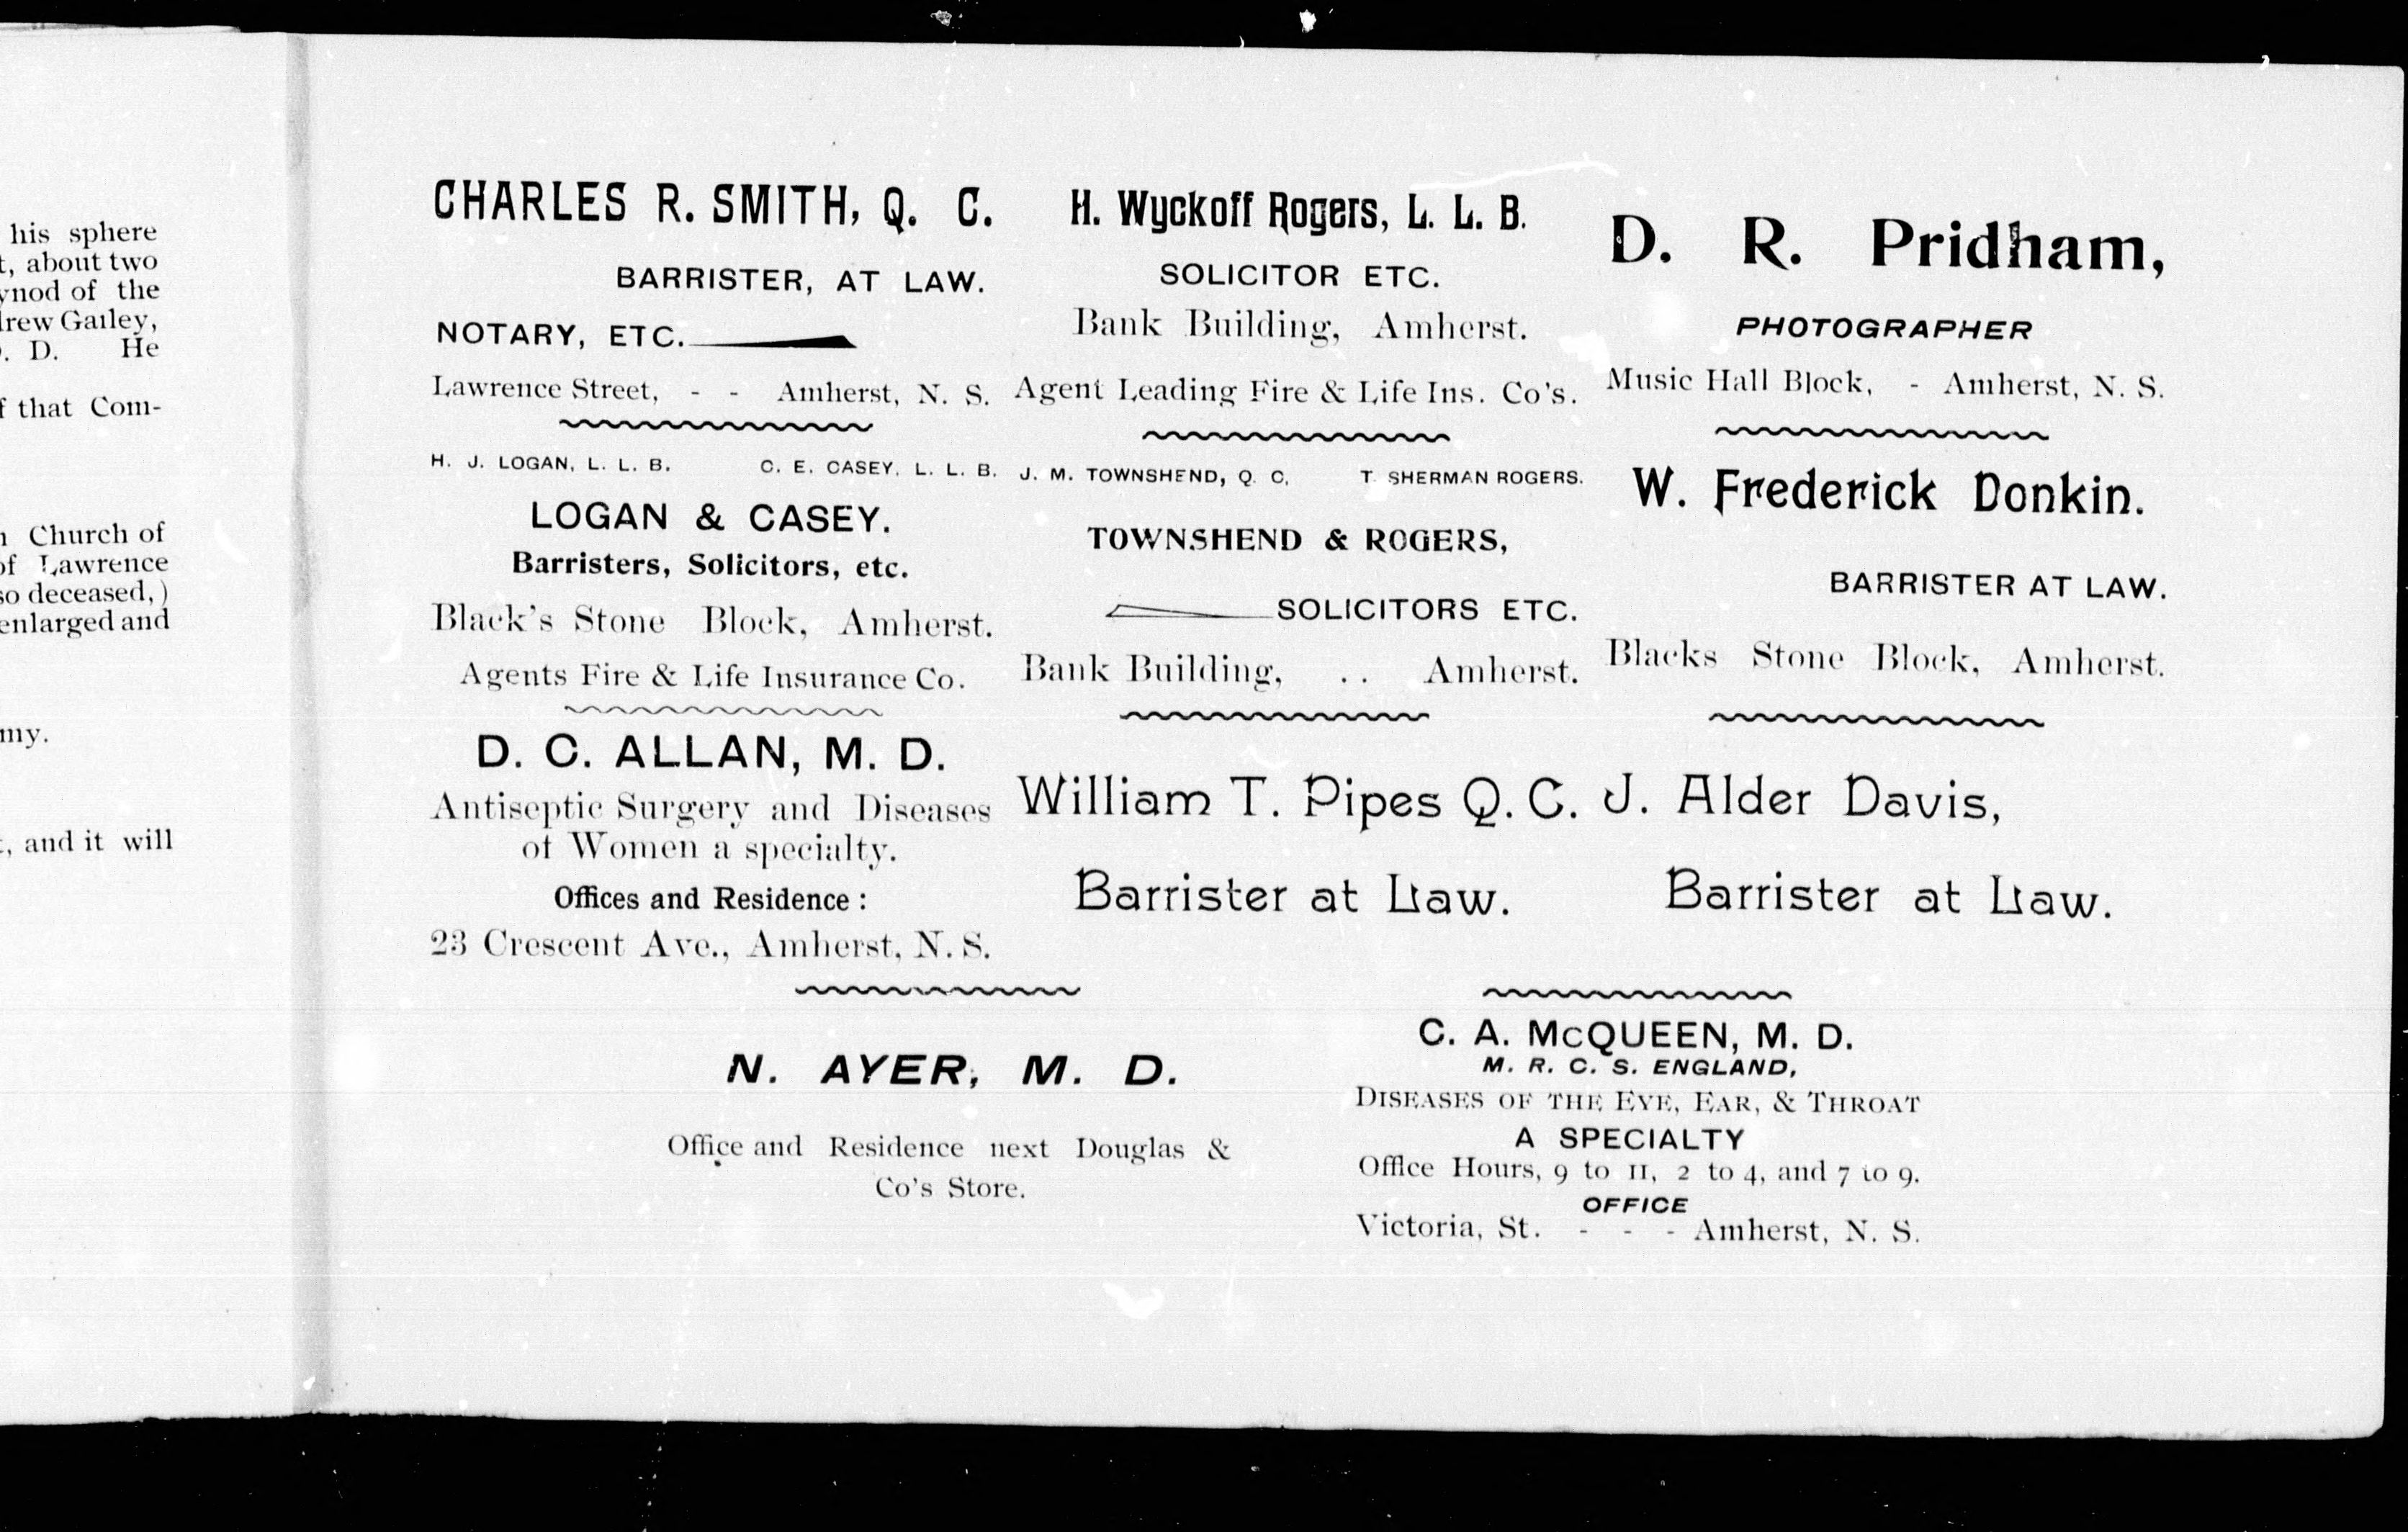 his sphere
about two
of the
Gailey,
D. He
that Com-
Church of
Lawrence
deceased,)
enlarged and
and it will
CHARLES R. SMITH, Q. C.
BARRISTER, AT LAW.
NOTARY, ETC.
Lawrence Street, - - Amherst, N. S.
H. J. LOGAN, L. L. B. C. E. CASEY, L. L. B.
LOGAN & CASEY.
Barristers, Solicitors, etc.
Black's Stone Block, Amherst.
Agents Fire & Life Insurance Co.
D. C. ALLAN, M. D.
Antiseptic Surgery and Diseases
of Women a specialty.
Offices and Residence :
23 Crescent Ave., Amherst, N. S.
H. Wyckoff Rogers, L. L. B.
SOLICITOR ETC.
Bank Building, Amherst.
Agent Leading Fire & Life Ins. Co's.
J. M. TOWNSHEND, Q. C, T. SHERMAN ROGERS.
TOWNSHEND & ROGERS,
SOLICITORS ETC.
Bank Building, .. Amherst.
William T. Pipes Q. C.
Barrister at Law.
D. R. Pridham,
PHOTOGRAPHER
Music Hall Block, - Amherst, N. S.
W. Frederick Donkin.
BARRISTER AT LAW.
Blacks Stone Block, Amherst.
J. Alder Davis,
Barrister at Law.
N. AYER, M. D.
Office and Residence next Douglas &
Co's Store.
C. A. McQUEEN, M. D.
M. R. C. S. ENGLAND,
DISEASES OF THE EYE, EAR, & THROAT
A SPECIALTY
Office Hours, 9 to 11, 2 to 4, and 7 to 9.
OFFICE
Victoria, St. - - - Amherst, N. S.